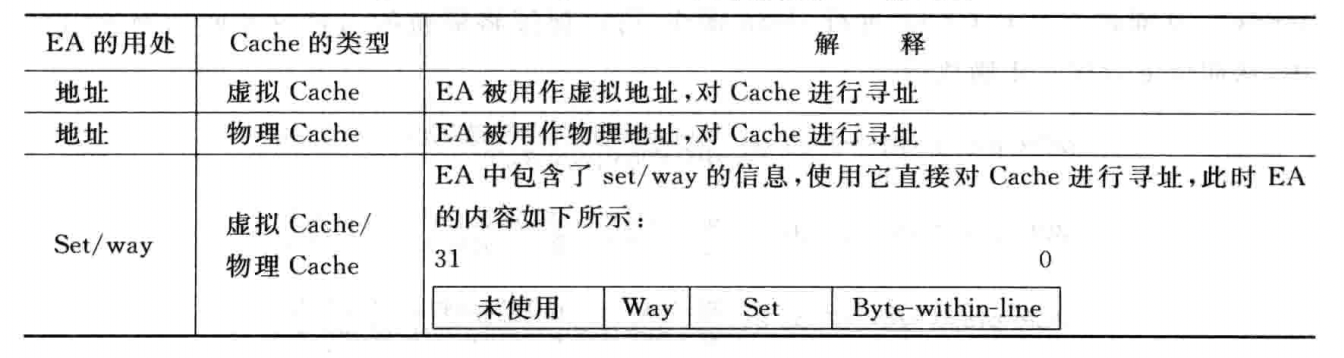 EA 的用处 Cache 的类型 解 释
地址 虚拟 Cache EA 被用作虚拟地址,对 Cache 进行寻址
地址 物理 Cache EA 被用作物理地址,对 Cache 进行寻址
Set/way 虚拟 Cache/
物理 Cache
EA 中包含了 set/way 的信息,使用它直接对 Cache 进行寻址,此时 EA
的内容如下所示:
31 0
未使用 Way Set Byte-within-line